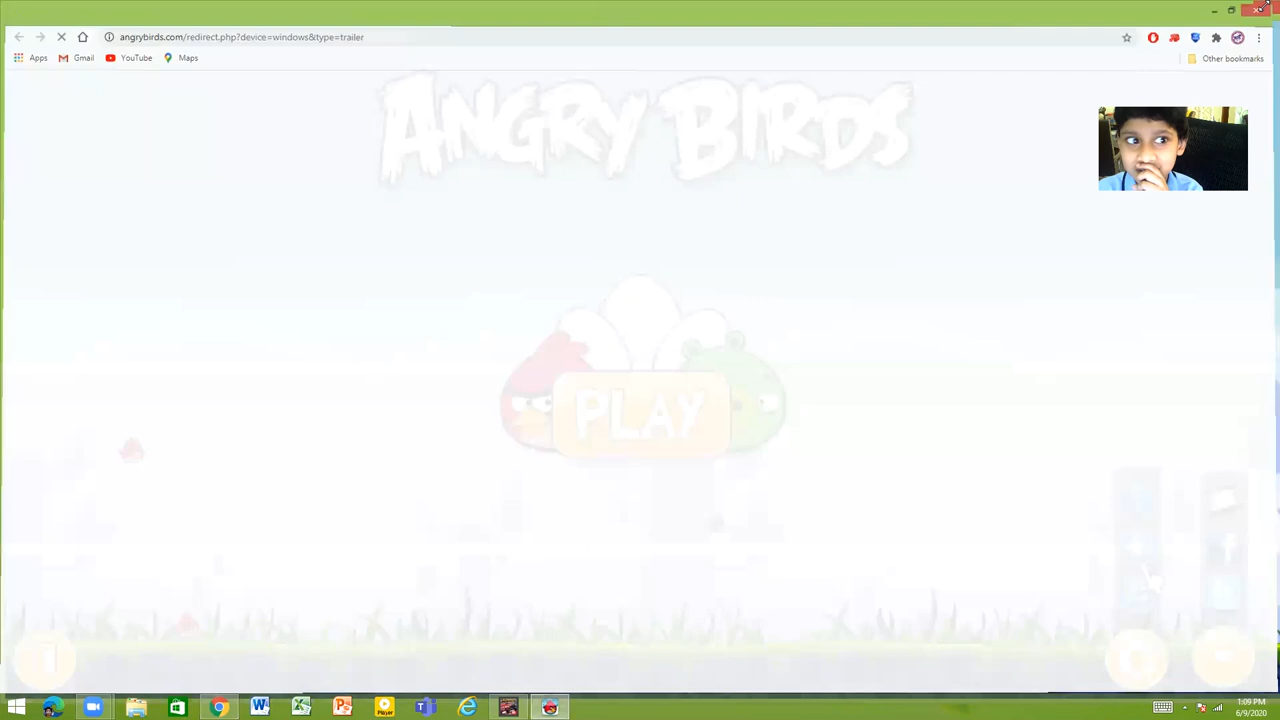 angrybirds.com/redirect.php?device=windows&type=trailer
Apps Gmail YouTube Maps Other bookmarks
ANGRY BIRDS
PLAY
1:09 PM
6/9/2020